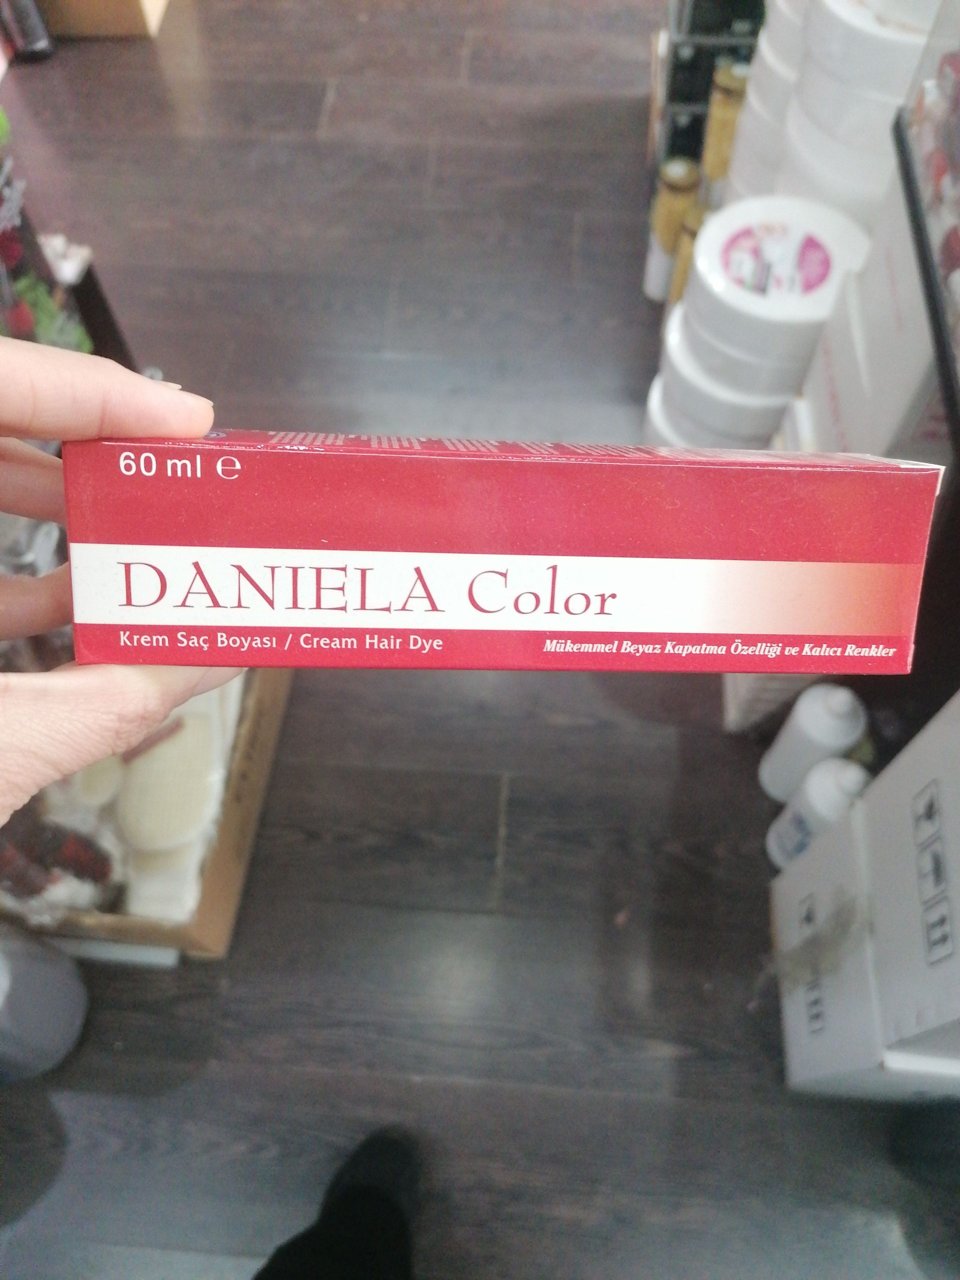 60 ml ℮
DANIELA Color
Krem Saç Boyası / Cream Hair Dye
Mükemmel Beyaz Kapatma Özelliği ve Kalıcı Renkler